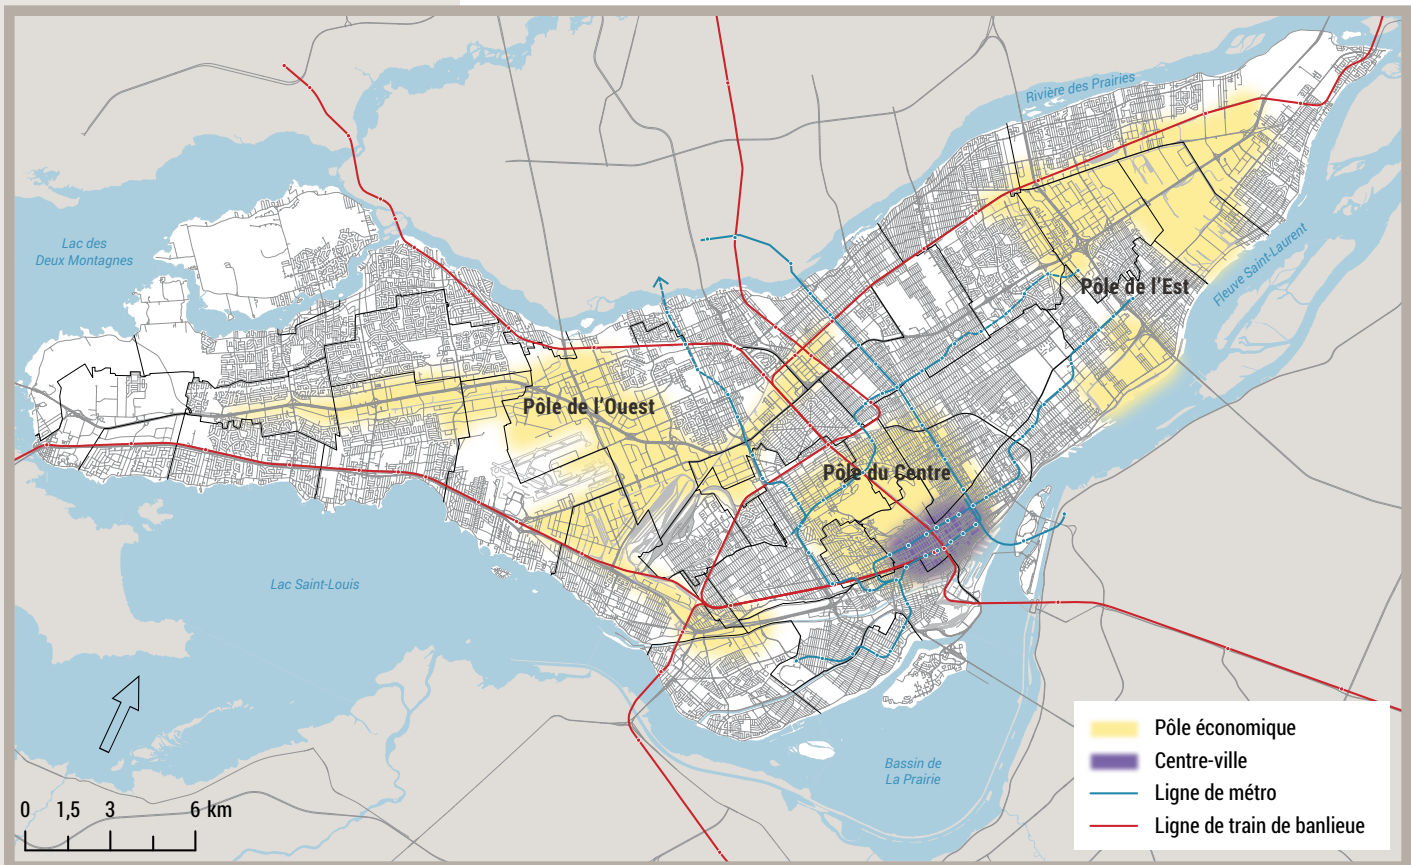 Rivière des Prairies
Lac des
Deux Montagnes
Fleuve Saint-Laurent
Pôle de l'Est
Pôle de l'Ouest
Pôle du Centre
Lac Saint-Louis
Bassin de
La Prairie
Pôle économique
Centre-ville
Ligne de métro
Ligne de train de banlieue
0 1,5 3 6 km